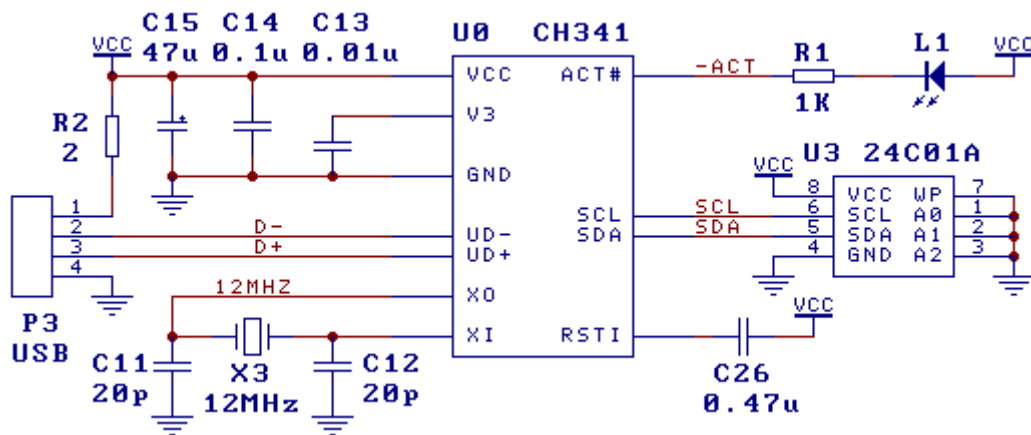 C15 C14 C13
47u 0.1u 0.01u
VCC
U0 CH341
VCC ACT#
-ACT
R1
1K
L1
VCC
V3
R2
2
GND
U3 24C01A
VCC
8 VCC WP 7
6 SCL A0 1
5 SDA A1 2
4 GND A2 3
SCL SCL
SDA SDA
1
2
3
4
D-
D+
UD-
UD+
12MHZ
XO
XI RSTI
VCC
P3
USB
C11
20p
X3
12MHz
C12
20p
C26
0.47u